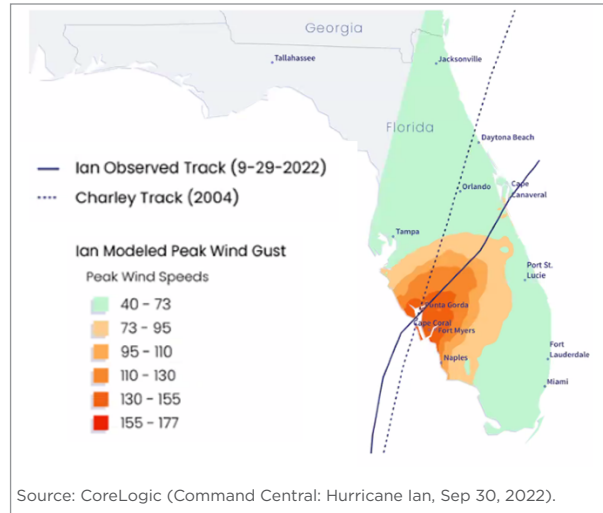 Georgia
Tallahassee
Jacksonville
Florida
Daytona Beach
Ian Observed Track (9-29-2022)
Charley Track (2004)
Orlando
Cape
Canaveral
Tampa
Ian Modeled Peak Wind Gust
Peak Wind Speeds
Port St.
Lucie
40 - 73
73 - 95
95 - 110
110 - 130
130 - 155
155 - 177
Punta Gorda
Cape Coral
Fort Myers
Naples
Fort
Lauderdale
Miami
Source: CoreLogic (Command Central: Hurricane Ian, Sep 30, 2022).